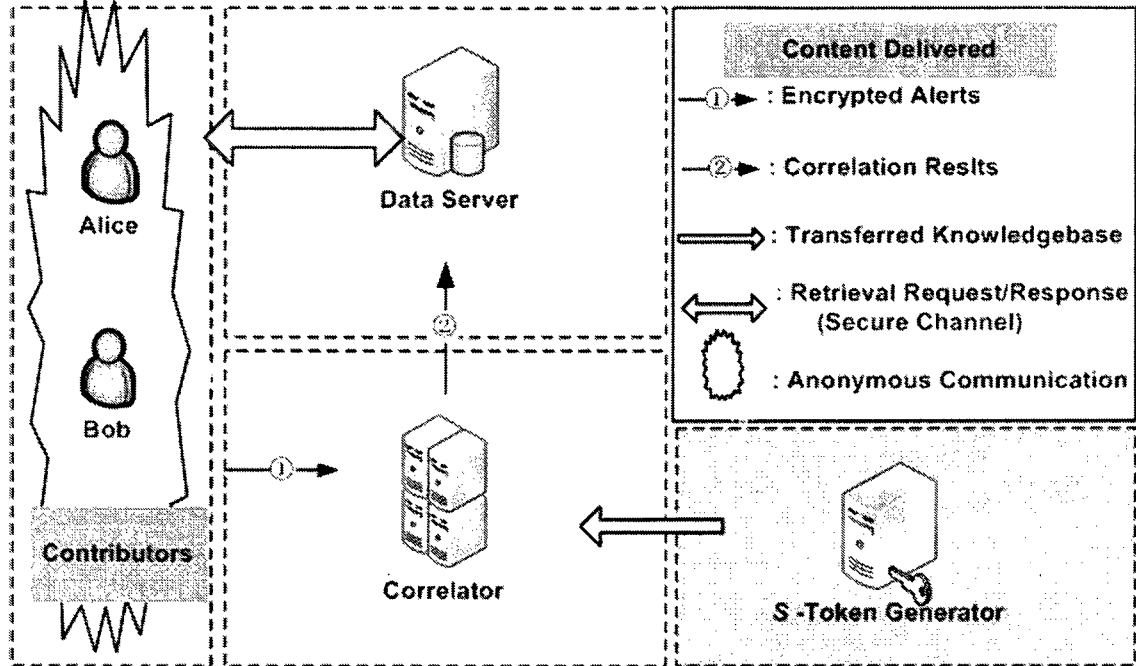 Alice
Bob
Contributors
Data Server
②
①
Correlator
Content Delivered
① : Encrypted Alerts
② : Correlation Reslts
: Transferred Knowledgebase
: Retrieval Request/Response
(Secure Channel)
: Anonymous Communication
S -Token Generator